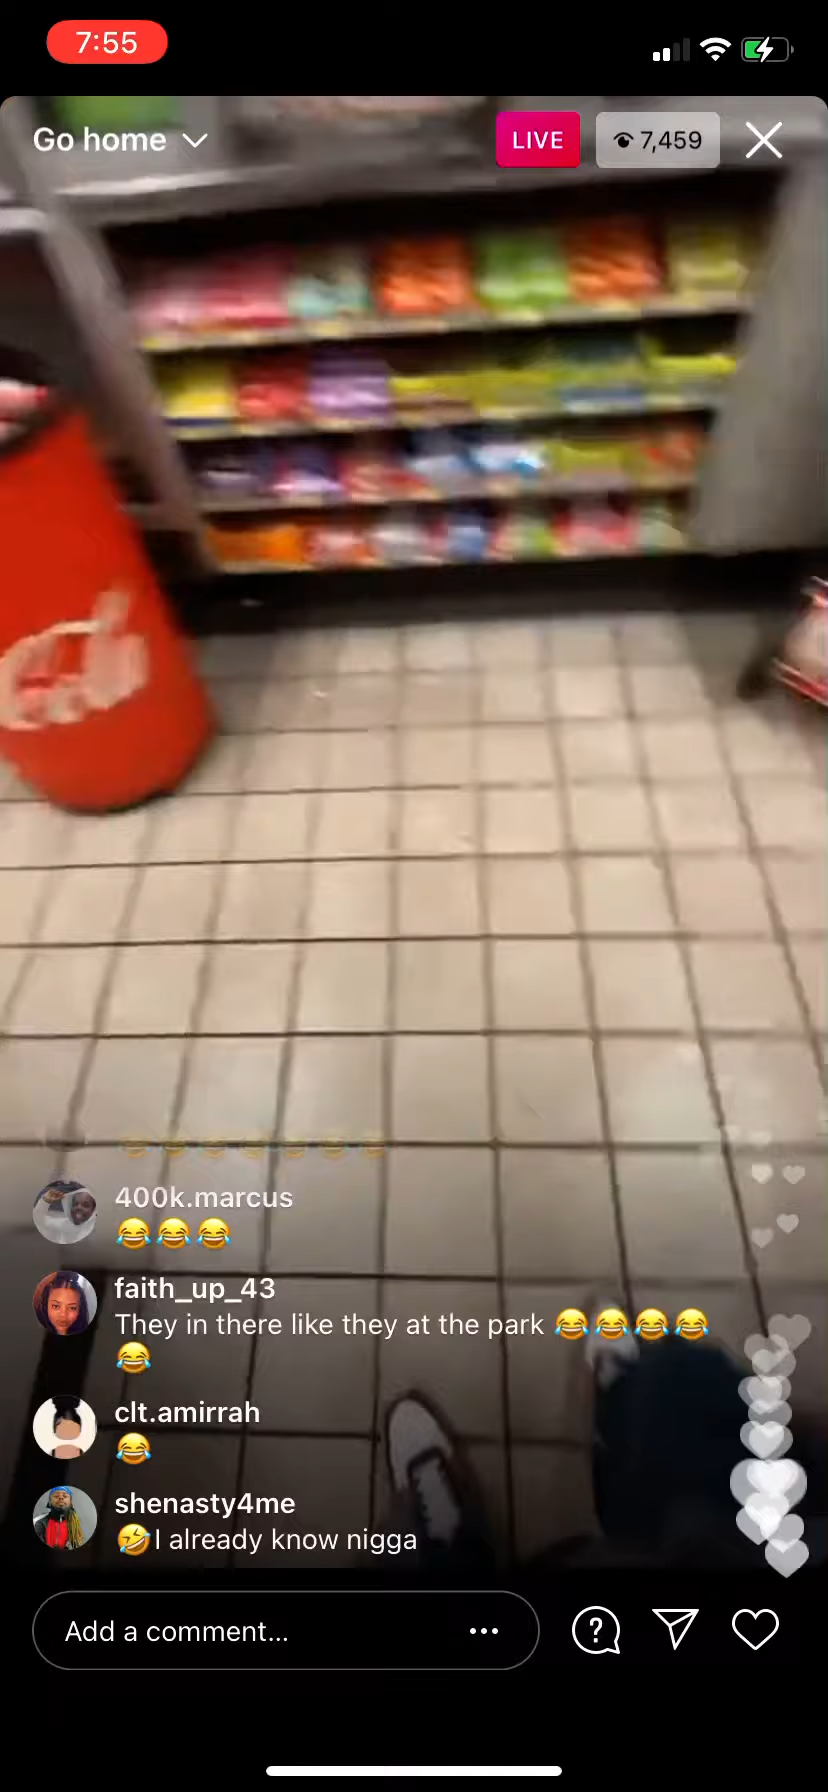 7:55
Go home
LIVE
7,459
400k.marcus
😂😂😂
faith_up_43
They in there like they at the park 😂😂😂😂
😂
clt.amirrah
😂
shenasty4me
🤣I already know nigga
Add a comment...